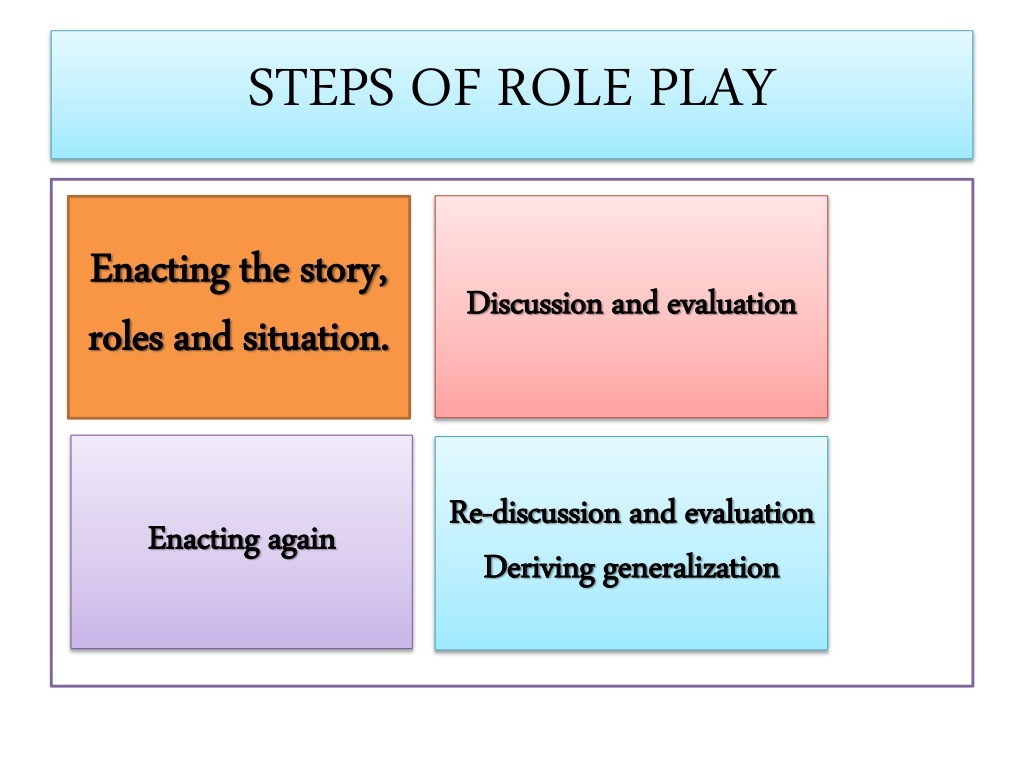 STEPS OF ROLE PLAY
Enacting the story,
roles and situation.
Discussion and evaluation
Enacting again
Re-discussion and evaluation
Deriving generalization